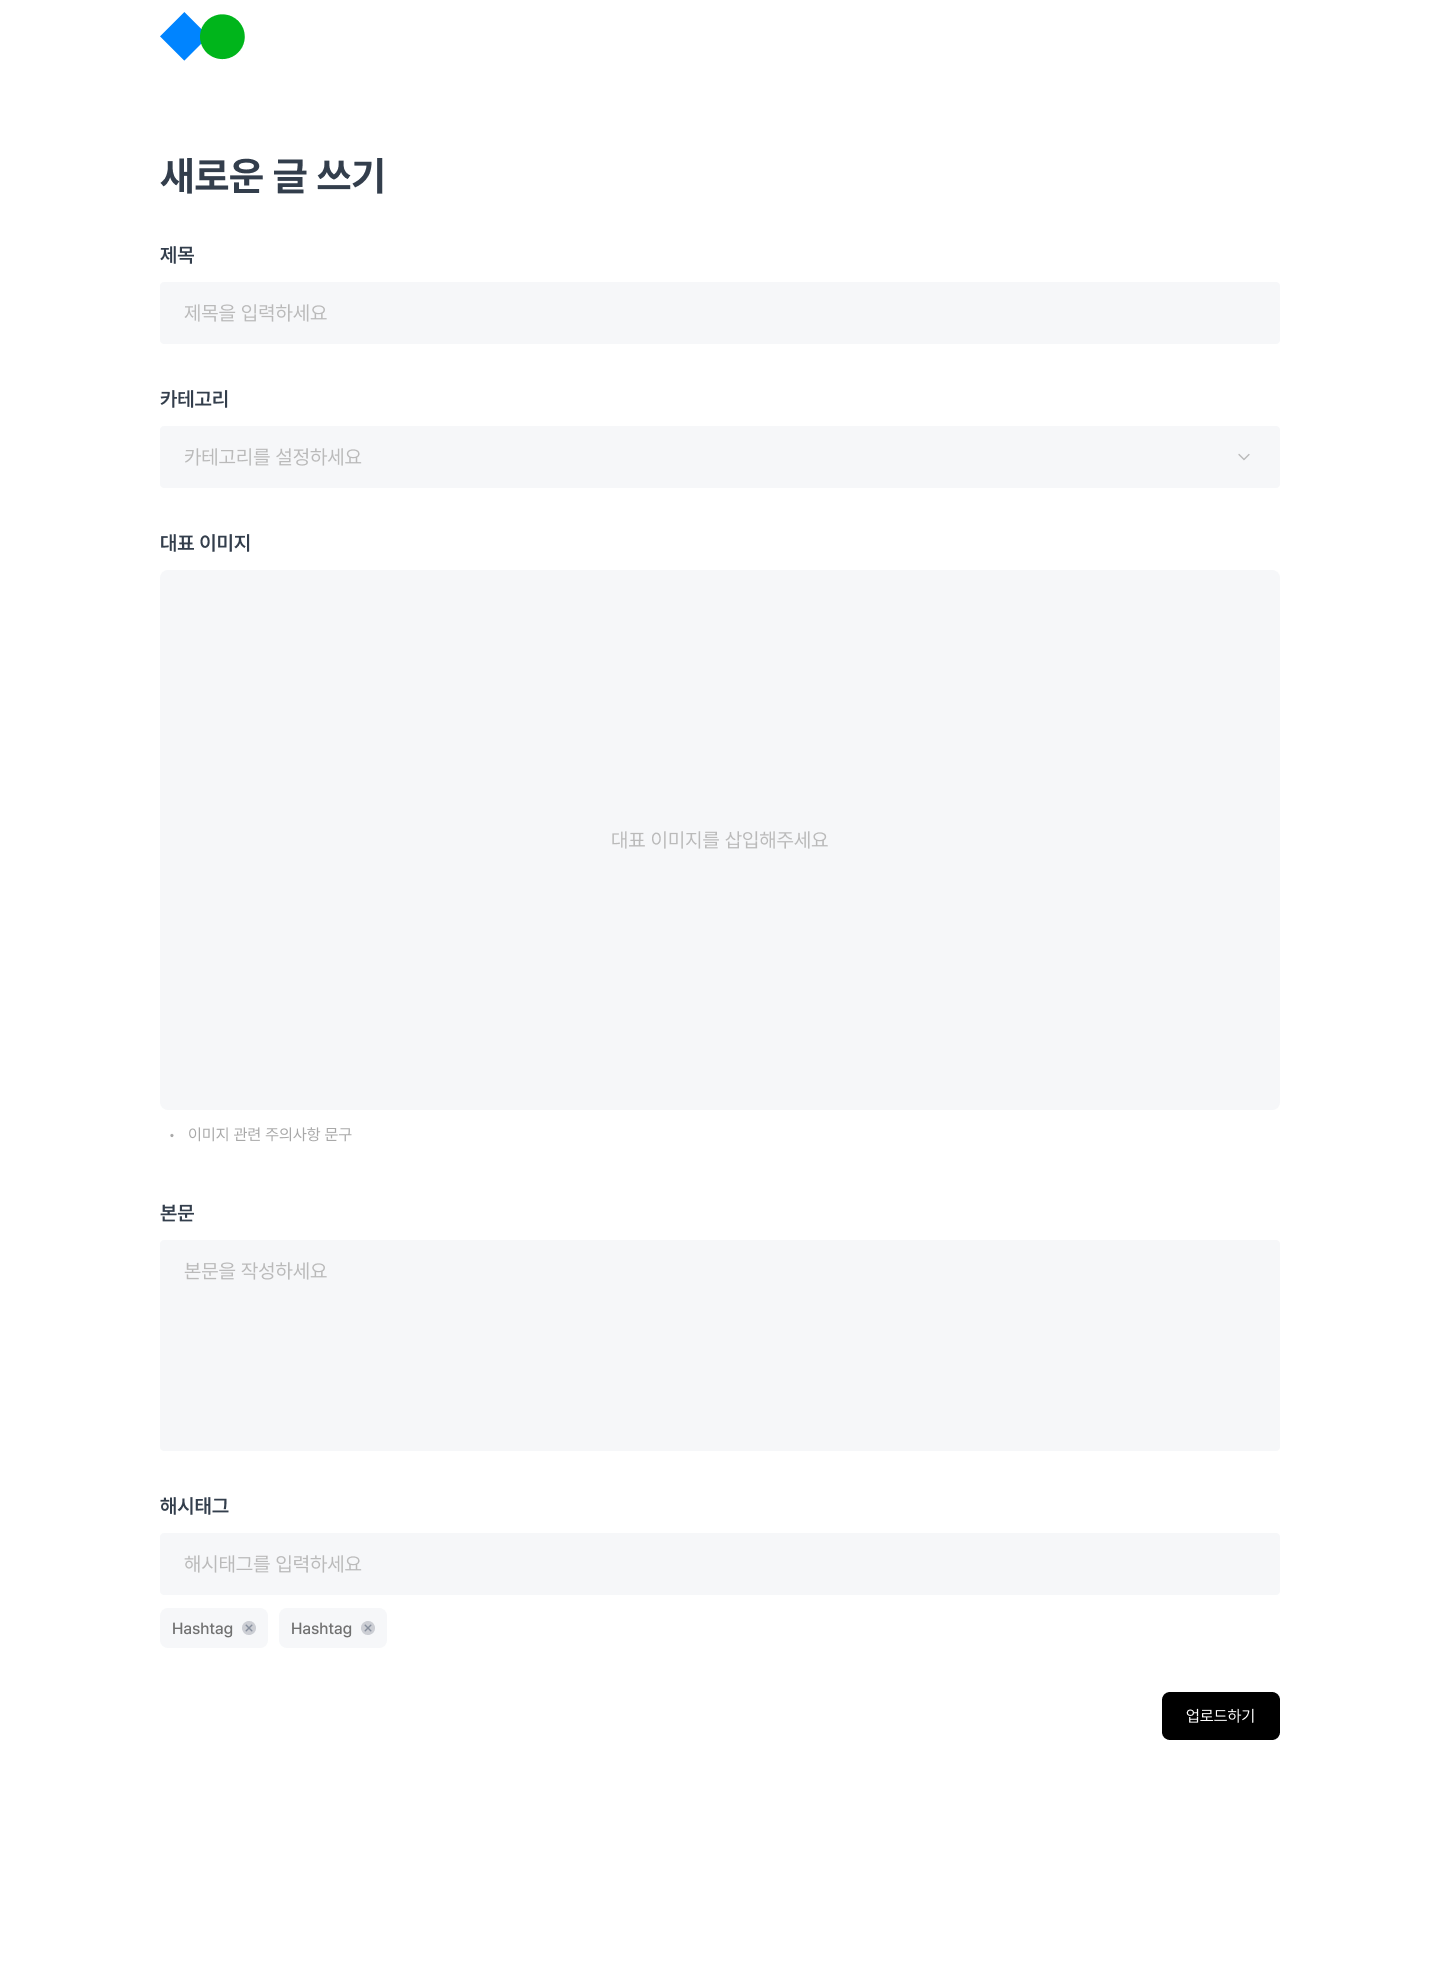 새로운 글 쓰기
제목
제목을 입력하세요
카테고리
카테고리를 설정하세요
대표 이미지
대표 이미지를 삽입해주세요
• 이미지 관련 주의사항 문구
본문
본문을 작성하세요
해시태그
해시태그를 입력하세요
Hashtag Hashtag
업로드하기